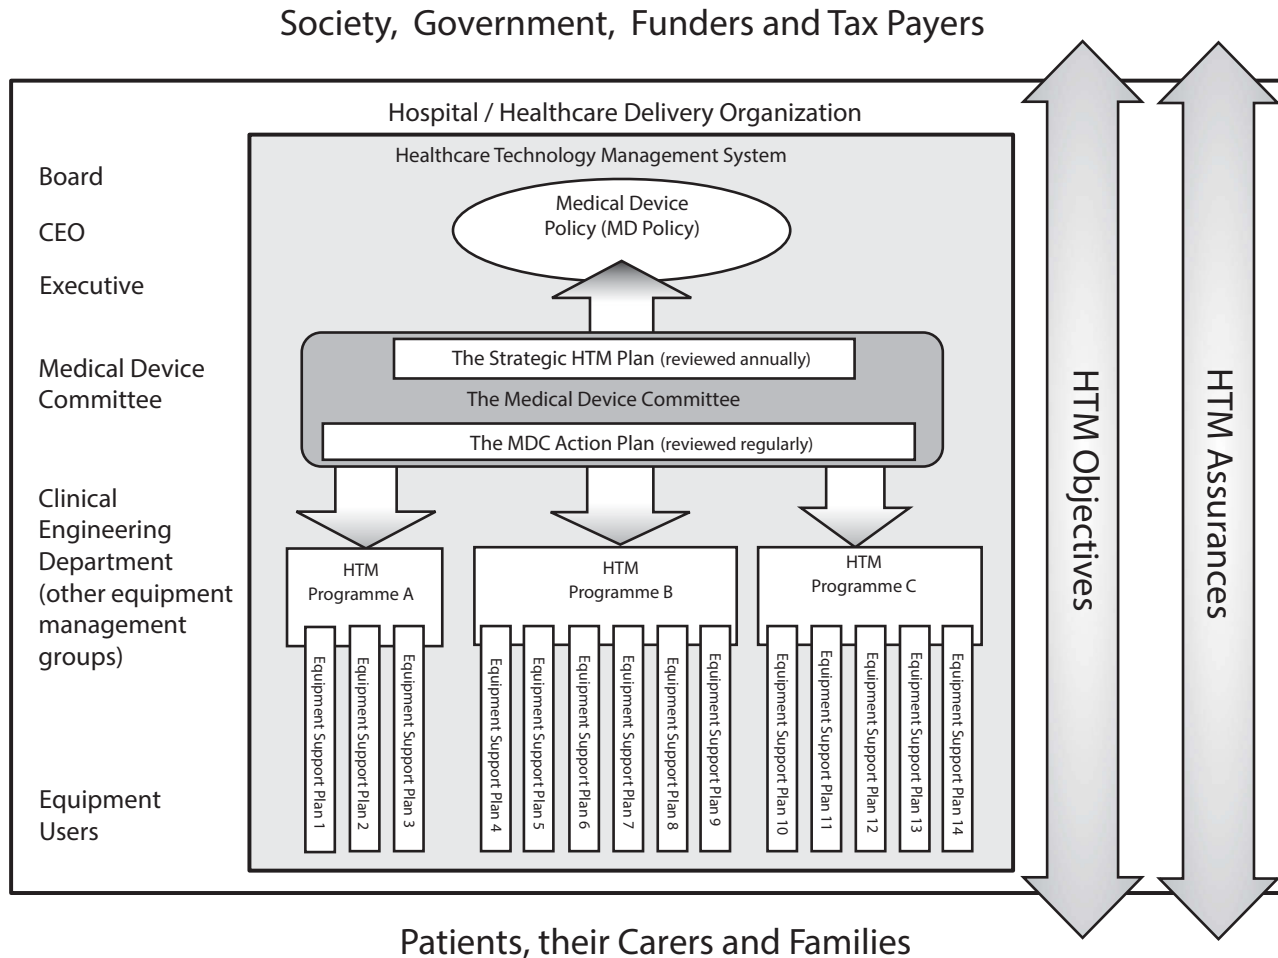 Society, Government, Funders and Tax Payers
Hospital / Healthcare Delivery Organization
Healthcare Technology Management System
Board
CEO
Executive
Medical Device
Policy (MD Policy)
Medical Device
Committee
The Strategic HTM Plan (reviewed annually)
The Medical Device Committee
The MDC Action Plan (reviewed regularly)
Clinical
Engineering
Department
(other equipment
management
groups)
HTM
Programme A
HTM
Programme B
HTM
Programme C
Equipment Support Plan 1
Equipment Support Plan 2
Equipment Support Plan 3
Equipment Support Plan 4
Equipment Support Plan 5
Equipment Support Plan 6
Equipment Support Plan 7
Equipment Support Plan 8
Equipment Support Plan 9
Equipment Support Plan 10
Equipment Support Plan 11
Equipment Support Plan 12
Equipment Support Plan 13
Equipment Support Plan 14
Equipment
Users
HTM Objectives
HTM Assurances
Patients, their Carers and Families